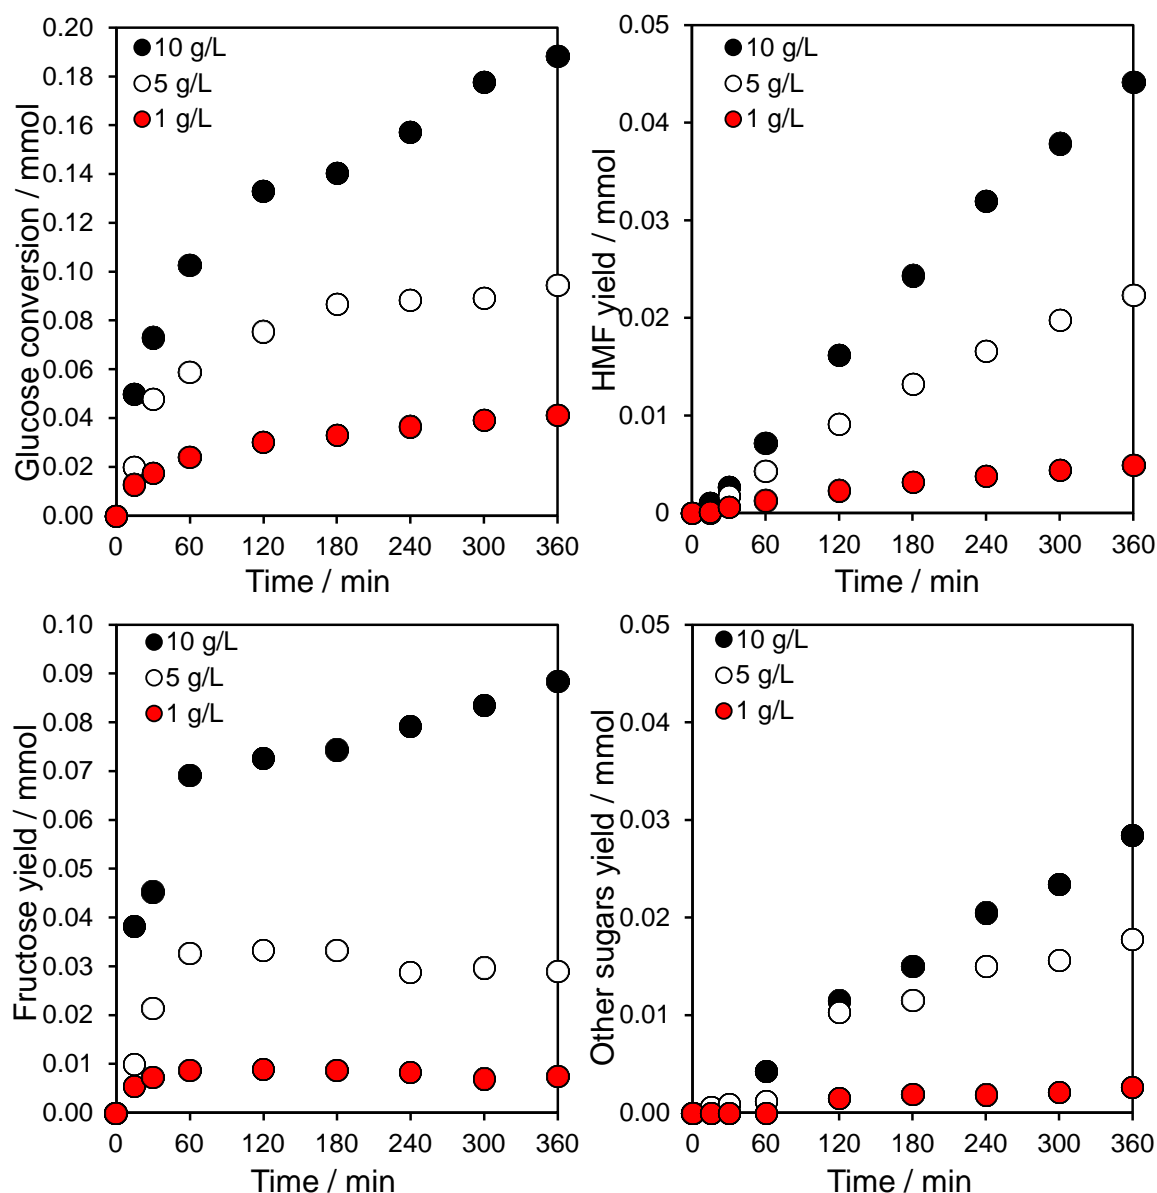 Glucose conversion / mmol
0.20
0.18
0.16
0.14
0.12
0.10
0.08
0.06
0.04
0.02
0.00
10 g/L
5 g/L
1 g/L
0 60 120 180 240 300 360
Time / min
HMF yield / mmol
0.05
0.04
0.03
0.02
0.01
0
10 g/L
5 g/L
1 g/L
0 60 120 180 240 300 360
Time / min
Fructose yield / mmol
0.10
0.09
0.08
0.07
0.06
0.05
0.04
0.03
0.02
0.01
0.00
10 g/L
5 g/L
1 g/L
0 60 120 180 240 300 360
Time / min
Other sugars yield / mmol
0.05
0.04
0.03
0.02
0.01
0.00
10 g/L
5 g/L
1 g/L
0 60 120 180 240 300 360
Time / min